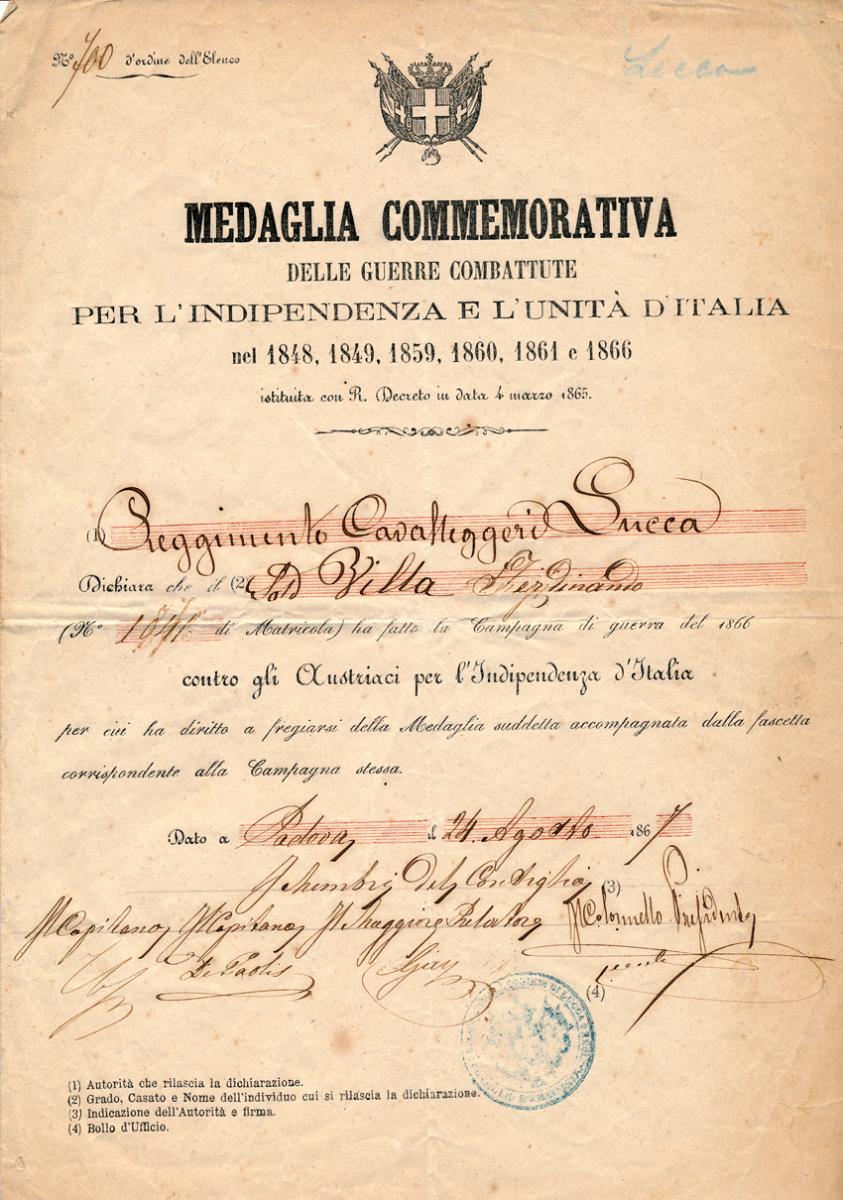 N° 700 d'ordine dell'Elenco
Lecco
MEDAGLIA COMMEMORATIVA
DELLE GUERRE COMBATTUTE
PER L'INDIPENDENZA E L'UNITÀ D'ITALIA
nel 1848, 1849, 1859, 1860, 1861 e 1866
istituita con R. Decreto in data 4 marzo 1865.
(1) Reggimento Cavalleggeri Lucca
Dichiara che il (2) Sold Villa Ferdinando
(N° di Matricola) ha fatto la Campagna di guerra del 1866
contro gli Austriaci per l'Indipendenza d'Italia
per cui ha diritto a fregiarsi della Medaglia suddetta accompagnata dalla fascetta
corrispondente alla Campagna stessa.
Dato a Padova il 24. Agosto 1867
I Membri Del Consiglio (3)
Il Capitano Il Capitano Il Maggiore Relatore Il Colonnello Presidente
De Paolis
(4)
(1) Autorità che rilascia la dichiarazione.
(2) Grado, Casato e Nome dell'individuo cui si rilascia la dichiarazione.
(3) Indicazione dell'Autorità e firma.
(4) Bollo d'Ufficio.